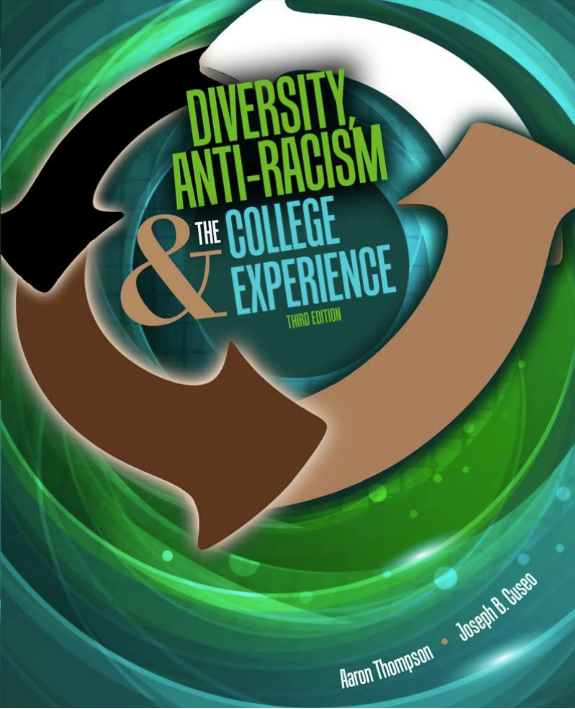 DIVERSITY,
ANTI-RACISM
& THE COLLEGE
EXPERIENCE
THIRD EDITION
Aaron Thompson • Joseph B. Cuseo